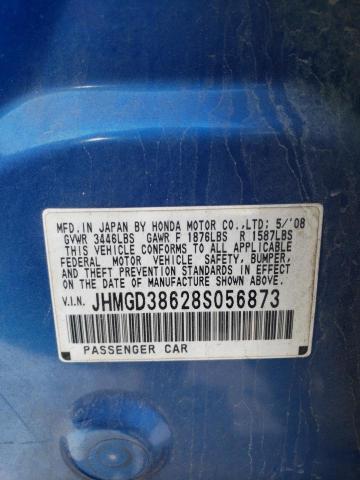 MFD.IN JAPAN BY HONDA MOTOR CO.,LTD; 5/'08
GVWR 3446LBS GAWR F 1876LBS R 1587LBS
THIS VEHICLE CONFORMS TO ALL APPLICABLE
FEDERAL MOTOR VEHICLE SAFETY, BUMPER,
AND THEFT PREVENTION STANDARDS IN EFFECT
ON THE DATE OF MANUFACTURE SHOWN
ABOVE.
V.I.N. JHMGD38628S056873
PASSENGER CAR